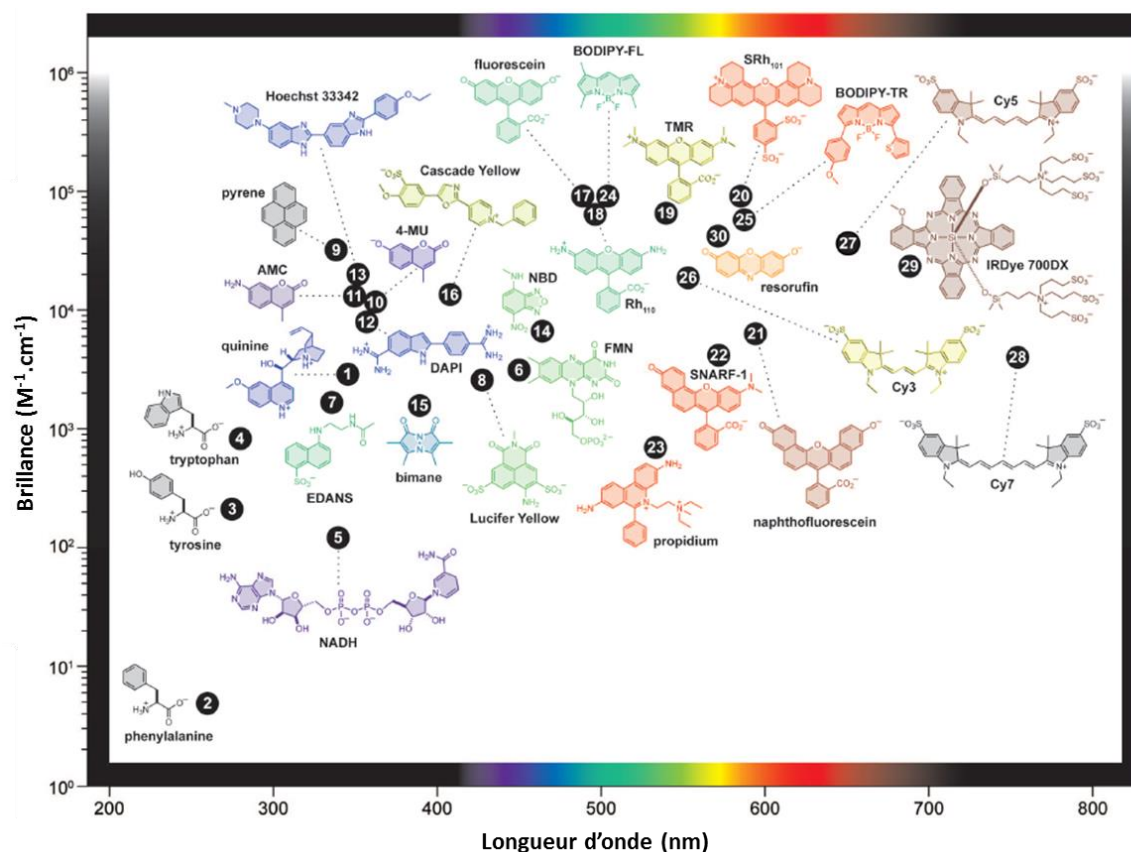 10⁶
10⁵
10⁴
10³
10²
10¹
10⁰
Brillance (M⁻¹.cm⁻¹)
200
300
400
500
600
700
800
Longueur d’onde (nm)
fluorescein
BODIPY-FL
SRh₁₀₁
BODIPY-TR
Cy5
Hoechst 33342
TMR
Cascade Yellow
pyrene
4-MU
AMC
NBD
Rh₁₁₀
resorufin
IRDye 700DX
quinine
DAPI
FMN
SNARF-1
Cy3
tryptophan
EDANS
bimane
Lucifer Yellow
propidium
naphthofluorescein
Cy7
tyrosine
NADH
phenylalanine
17
24
18
19
20
25
30
27
29
9
13
11
10
12
16
14
26
1
7
15
8
6
22
21
28
4
3
23
5
2